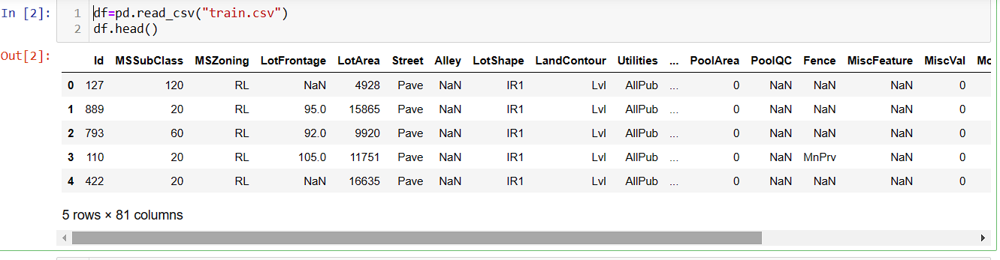 In [2]: 1 df=pd.read_csv("train.csv")
2 df.head()
Out[2]:
Id MSSubClass MSZoning LotFrontage LotArea Street Alley LotShape LandContour Utilities ... PoolArea PoolQC Fence MiscFeature MiscVal Mc
0 127 120 RL NaN 4928 Pave NaN IR1 Lvl AllPub ... 0 NaN NaN NaN 0
1 889 20 RL 95.0 15865 Pave NaN IR1 Lvl AllPub ... 0 NaN NaN NaN 0
2 793 60 RL 92.0 9920 Pave NaN IR1 Lvl AllPub ... 0 NaN NaN NaN 0
3 110 20 RL 105.0 11751 Pave NaN IR1 Lvl AllPub ... 0 NaN MnPrv NaN 0
4 422 20 RL NaN 16635 Pave NaN IR1 Lvl AllPub ... 0 NaN NaN NaN 0
5 rows × 81 columns